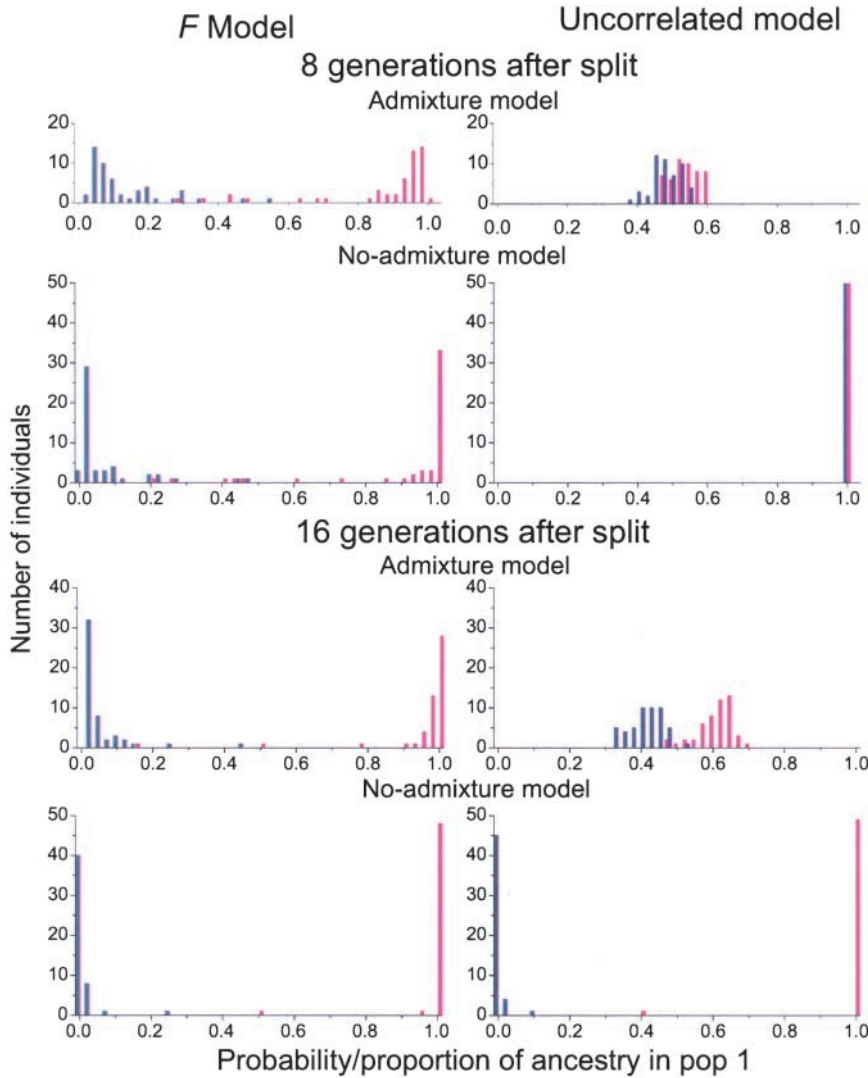 F Model Uncorrelated model
8 generations after split
Admixture model
20 20
10 10
0 0
0.0 0.2 0.4 0.6 0.8 1.0 0.0 0.2 0.4 0.6 0.8 1.0
No-admixture model
50 50
40 40
30 30
20 20
10 10
0 0
0.0 0.2 0.4 0.6 0.8 1.0 0.0 0.2 0.4 0.6 0.8 1.0
Number of individuals
16 generations after split
Admixture model
40 40
30 30
20 20
10 10
0 0
0.0 0.2 0.4 0.6 0.8 1.0 0.0 0.2 0.4 0.6 0.8 1.0
No-admixture model
50 50
40 40
30 30
20 20
10 10
0 0
0.0 0.2 0.4 0.6 0.8 1.0 0.0 0.2 0.4 0.6 0.8 1.0
Probability/proportion of ancestry in pop 1